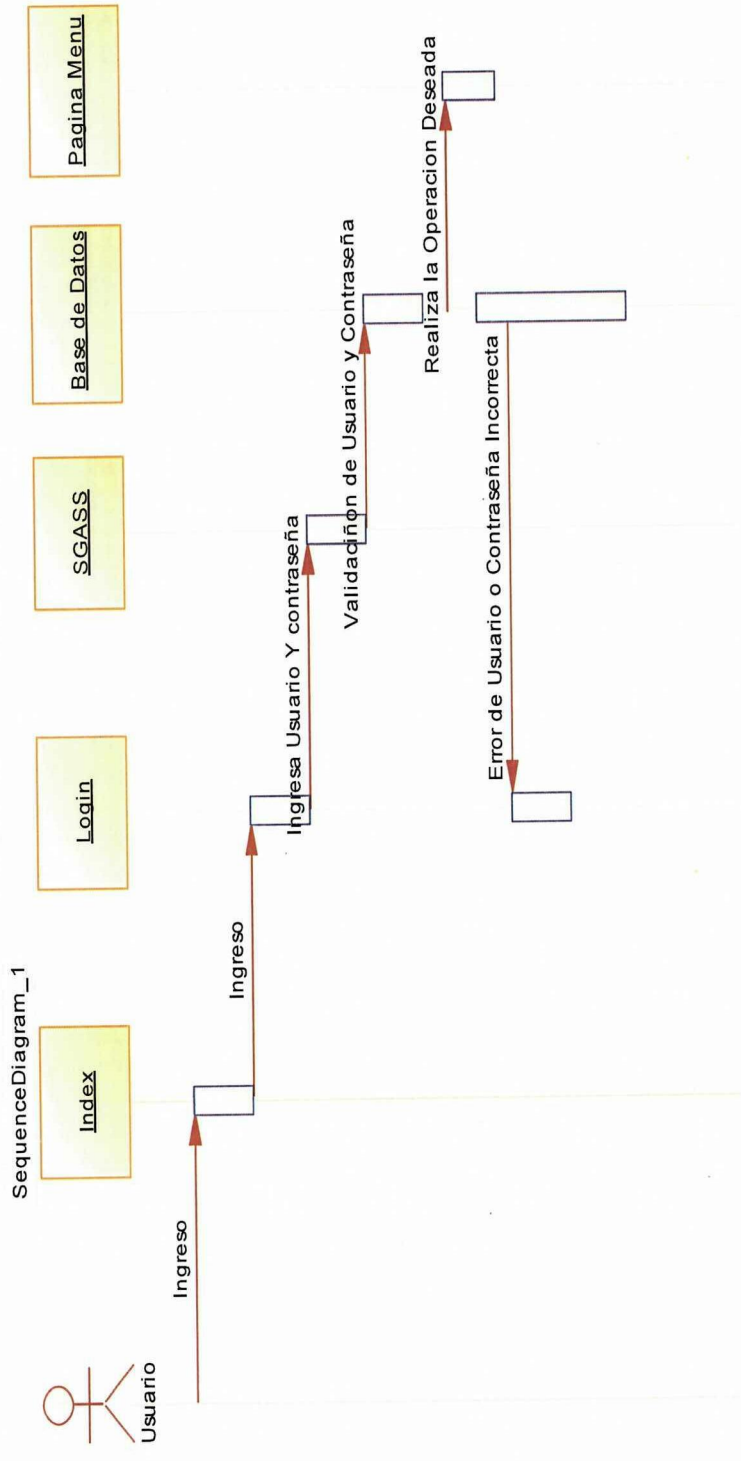 SequenceDiagram_1
Usuario
Index
Login
SGASS
Base de Datos
Pagina Menu
Ingreso
Ingreso
Ingresa Usuario Y contraseña
Validaciñon de Usuario y Contraseña
Realiza la Operacion Deseada
Error de Usuario o Contraseña Incorrecta